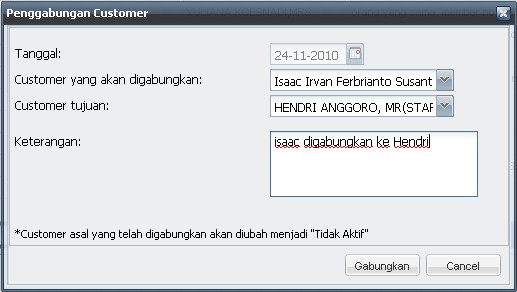 Penggabungan Customer
Tanggal: 24-11-2010
Customer yang akan digabungkan: Isaac Irvan Ferbrianto Susant
Customer tujuan: HENDRI ANGGORO, MR(STAF
Keterangan: isaac digabungkan ke Hendri
*Customer asal yang telah digabungkan akan diubah menjadi "Tidak Aktif"
Gabungkan Cancel